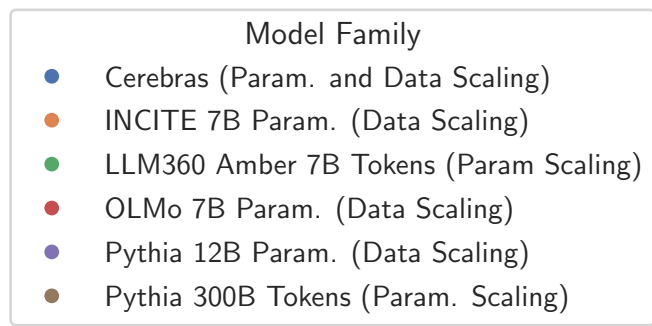 Model Family
Cerebras (Param. and Data Scaling)
INCITE 7B Param. (Data Scaling)
LLM360 Amber 7B Tokens (Param Scaling)
OLMo 7B Param. (Data Scaling)
Pythia 12B Param. (Data Scaling)
Pythia 300B Tokens (Param. Scaling)